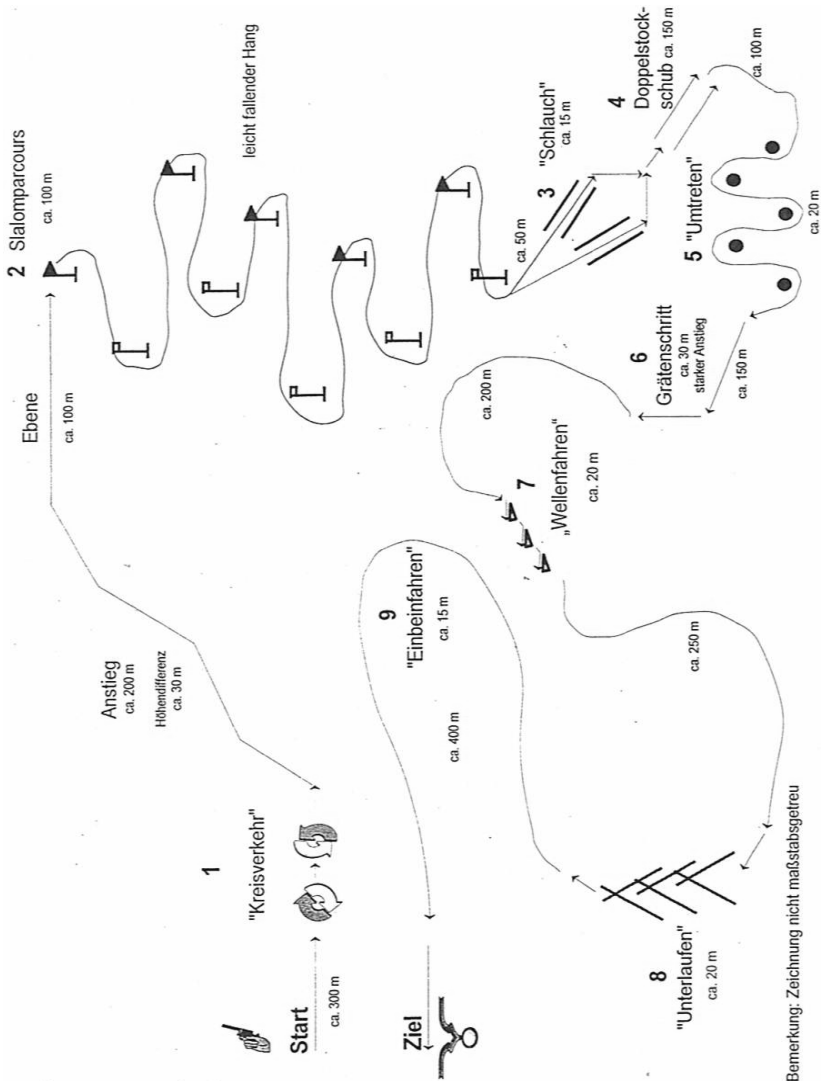 Start
ca. 300 m
1
"Kreisverkehr"
Anstieg
ca. 200 m
Höhendifferenz
ca. 30 m
Ebene
ca. 100 m
2 Slalomparcours
ca. 100 m
leicht fallender Hang
ca. 50 m
3
"Schlauch"
ca. 15 m
4
Doppelstock-
schub ca. 150 m
ca. 100 m
5 "Umtreten"
ca. 20 m
6
Grätenschritt
ca. 30 m
starker Anstieg
ca. 150 m
ca. 200 m
7
„Wellenfahren"
ca. 20 m
ca. 250 m
8
"Unterlaufen"
ca. 20 m
9
"Einbeinfahren"
ca. 15 m
ca. 400 m
Ziel
Bemerkung: Zeichnung nicht maßstabsgetreu